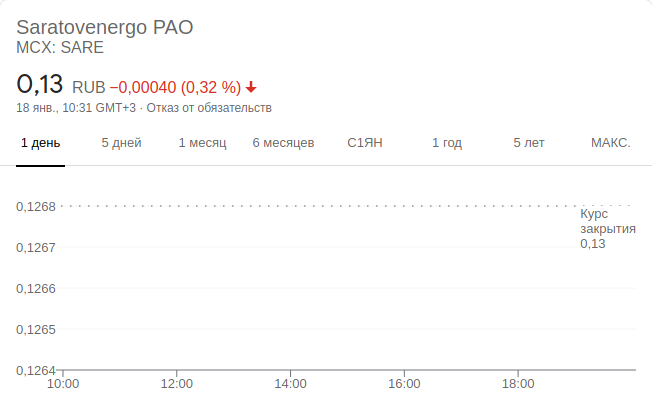 Saratovenergo PAO
MCX: SARE
0,13 RUB −0,00040 (0,32 %)
18 янв., 10:31 GMT+3 · Отказ от обязательств
1 день 5 дней 1 месяц 6 месяцев С1ЯН 1 год 5 лет МАКС.
0,1268
Курс
закрытия
0,13
0,1267
0,1266
0,1265
0,1264
10:00 12:00 14:00 16:00 18:00